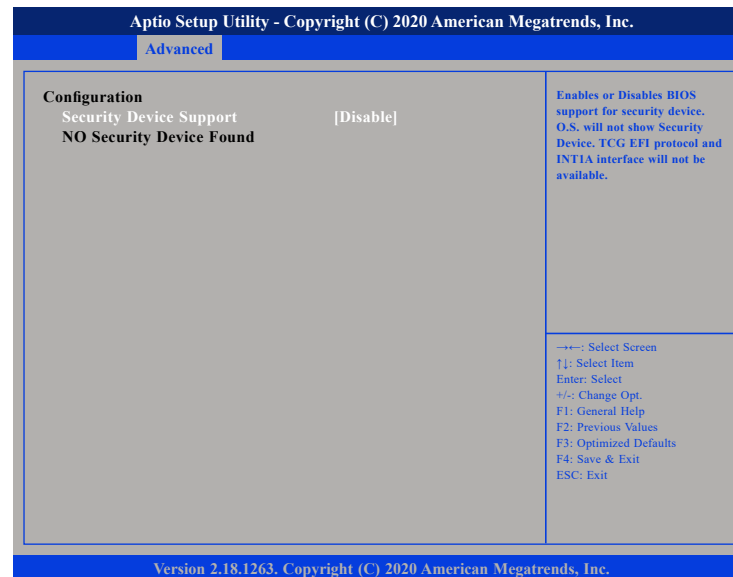 Aptio Setup Utility - Copyright (C) 2020 American Megatrends, Inc.
Advanced
Configuration
Security Device Support [Disable]
NO Security Device Found
Enables or Disables BIOS
support for security device.
O.S. will not show Security
Device. TCG EFI protocol and
INT1A interface will not be
available.
→←: Select Screen
↑↓: Select Item
Enter: Select
+/-: Change Opt.
F1: General Help
F2: Previous Values
F3: Optimized Defaults
F4: Save & Exit
ESC: Exit
Version 2.18.1263. Copyright (C) 2020 American Megatrends, Inc.